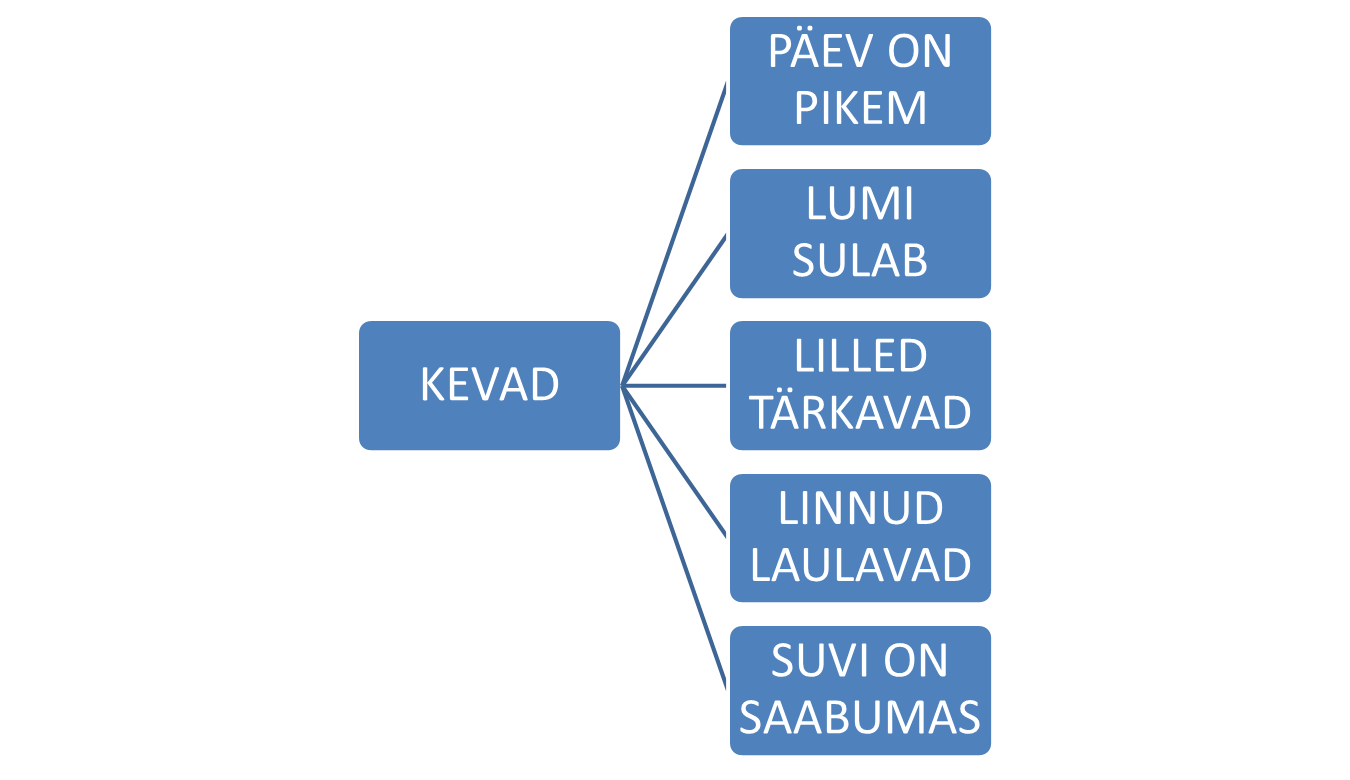 KEVAD
PÄEV ON
PIKEM
LUMI
SULAB
LILLED
TÄRKAVAD
LINNUD
LAULAVAD
SUVI ON
SAABUMAS